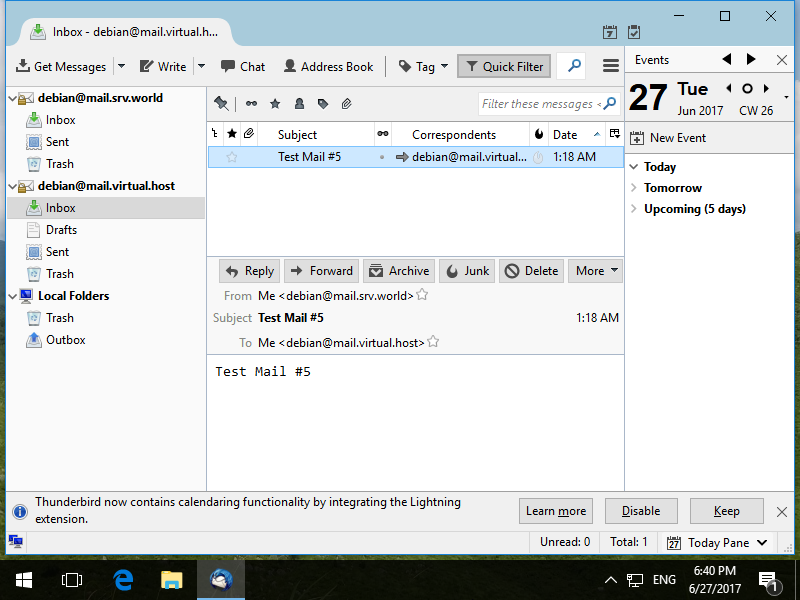 Inbox - debian@mail.virtual.h...
Get Messages
Write
Chat
Address Book
Tag
Quick Filter
Events
27
Tue
Jun 2017
CW 26
New Event
Today
Tomorrow
Upcoming (5 days)
debian@mail.srv.world
Inbox
Sent
Trash
debian@mail.virtual.host
Inbox
Drafts
Sent
Trash
Local Folders
Trash
Outbox
Filter these messages <
Subject
Correspondents
Date
Test Mail #5
debian@mail.virtual...
1:18 AM
Reply
Forward
Archive
Junk
Delete
More
From Me <debian@mail.srv.world>
Subject Test Mail #5 1:18 AM
To Me <debian@mail.virtual.host>
Test Mail #5
Thunderbird now contains calendaring functionality by integrating the Lightning
extension.
Learn more
Disable
Keep
Unread: 0
Total: 1
27
Today Pane
ENG
6:40 PM
6/27/2017
1